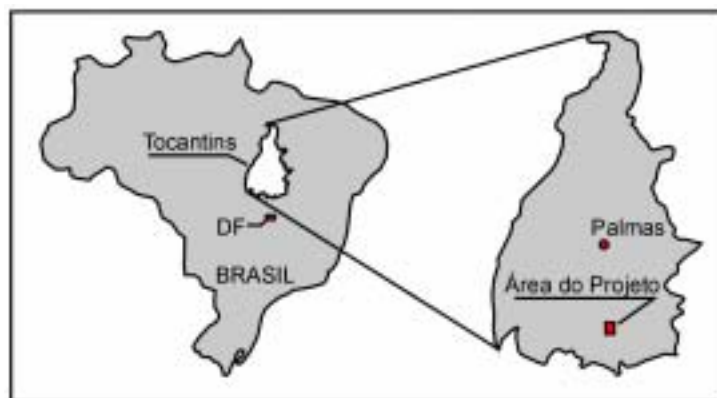 Tocantins
DF
BRASIL
Palmas
Área do Projeto